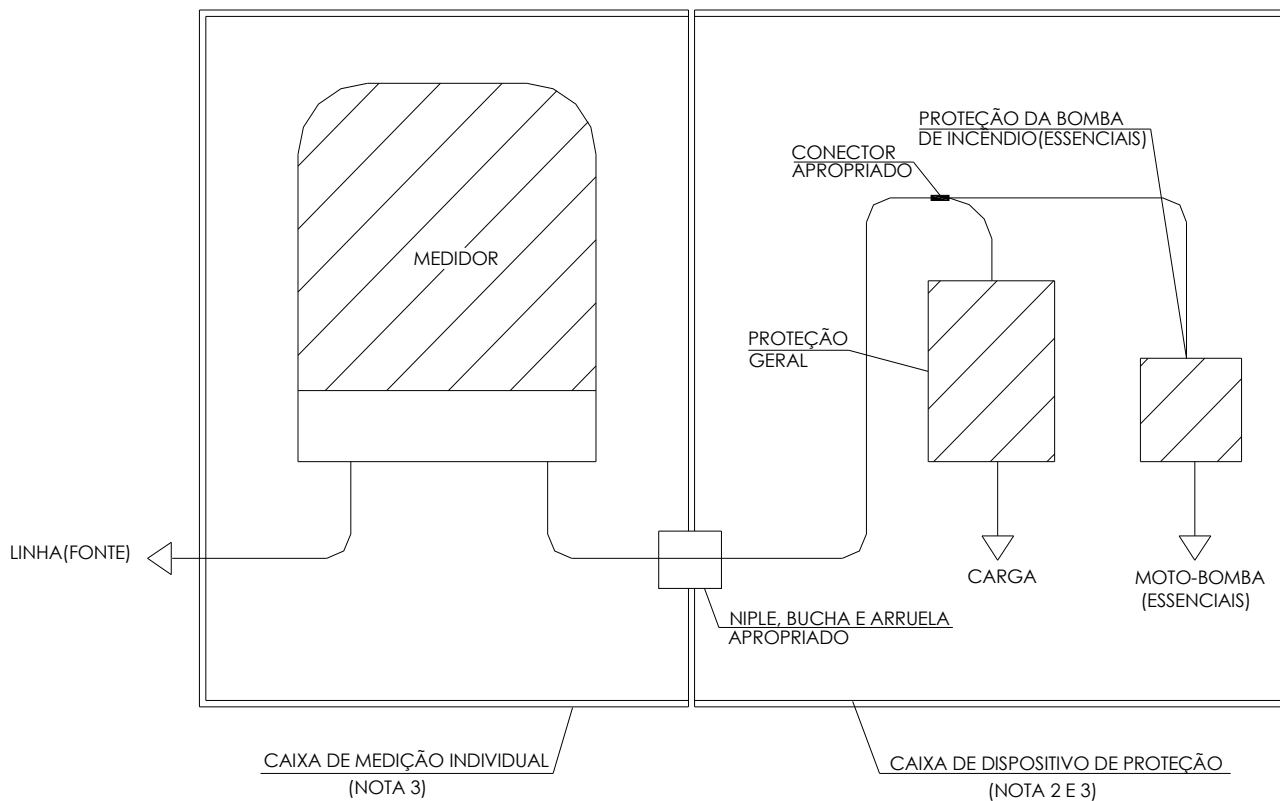 PROTEÇÃO DA BOMBA
DE INCÊNDIO(ESSENCIAIS)
CONECTOR
APROPRIADO
MEDIDOR
PROTEÇÃO
GERAL
LINHA(FONTE)
CARGA
MOTO-BOMBA
(ESSENCIAIS)
NIPLE, BUCHA E ARRUELA
APROPRIADO
CAIXA DE MEDIÇÃO INDIVIDUAL
(NOTA 3)
CAIXA DE DISPOSITIVO DE PROTEÇÃO
(NOTA 2 E 3)